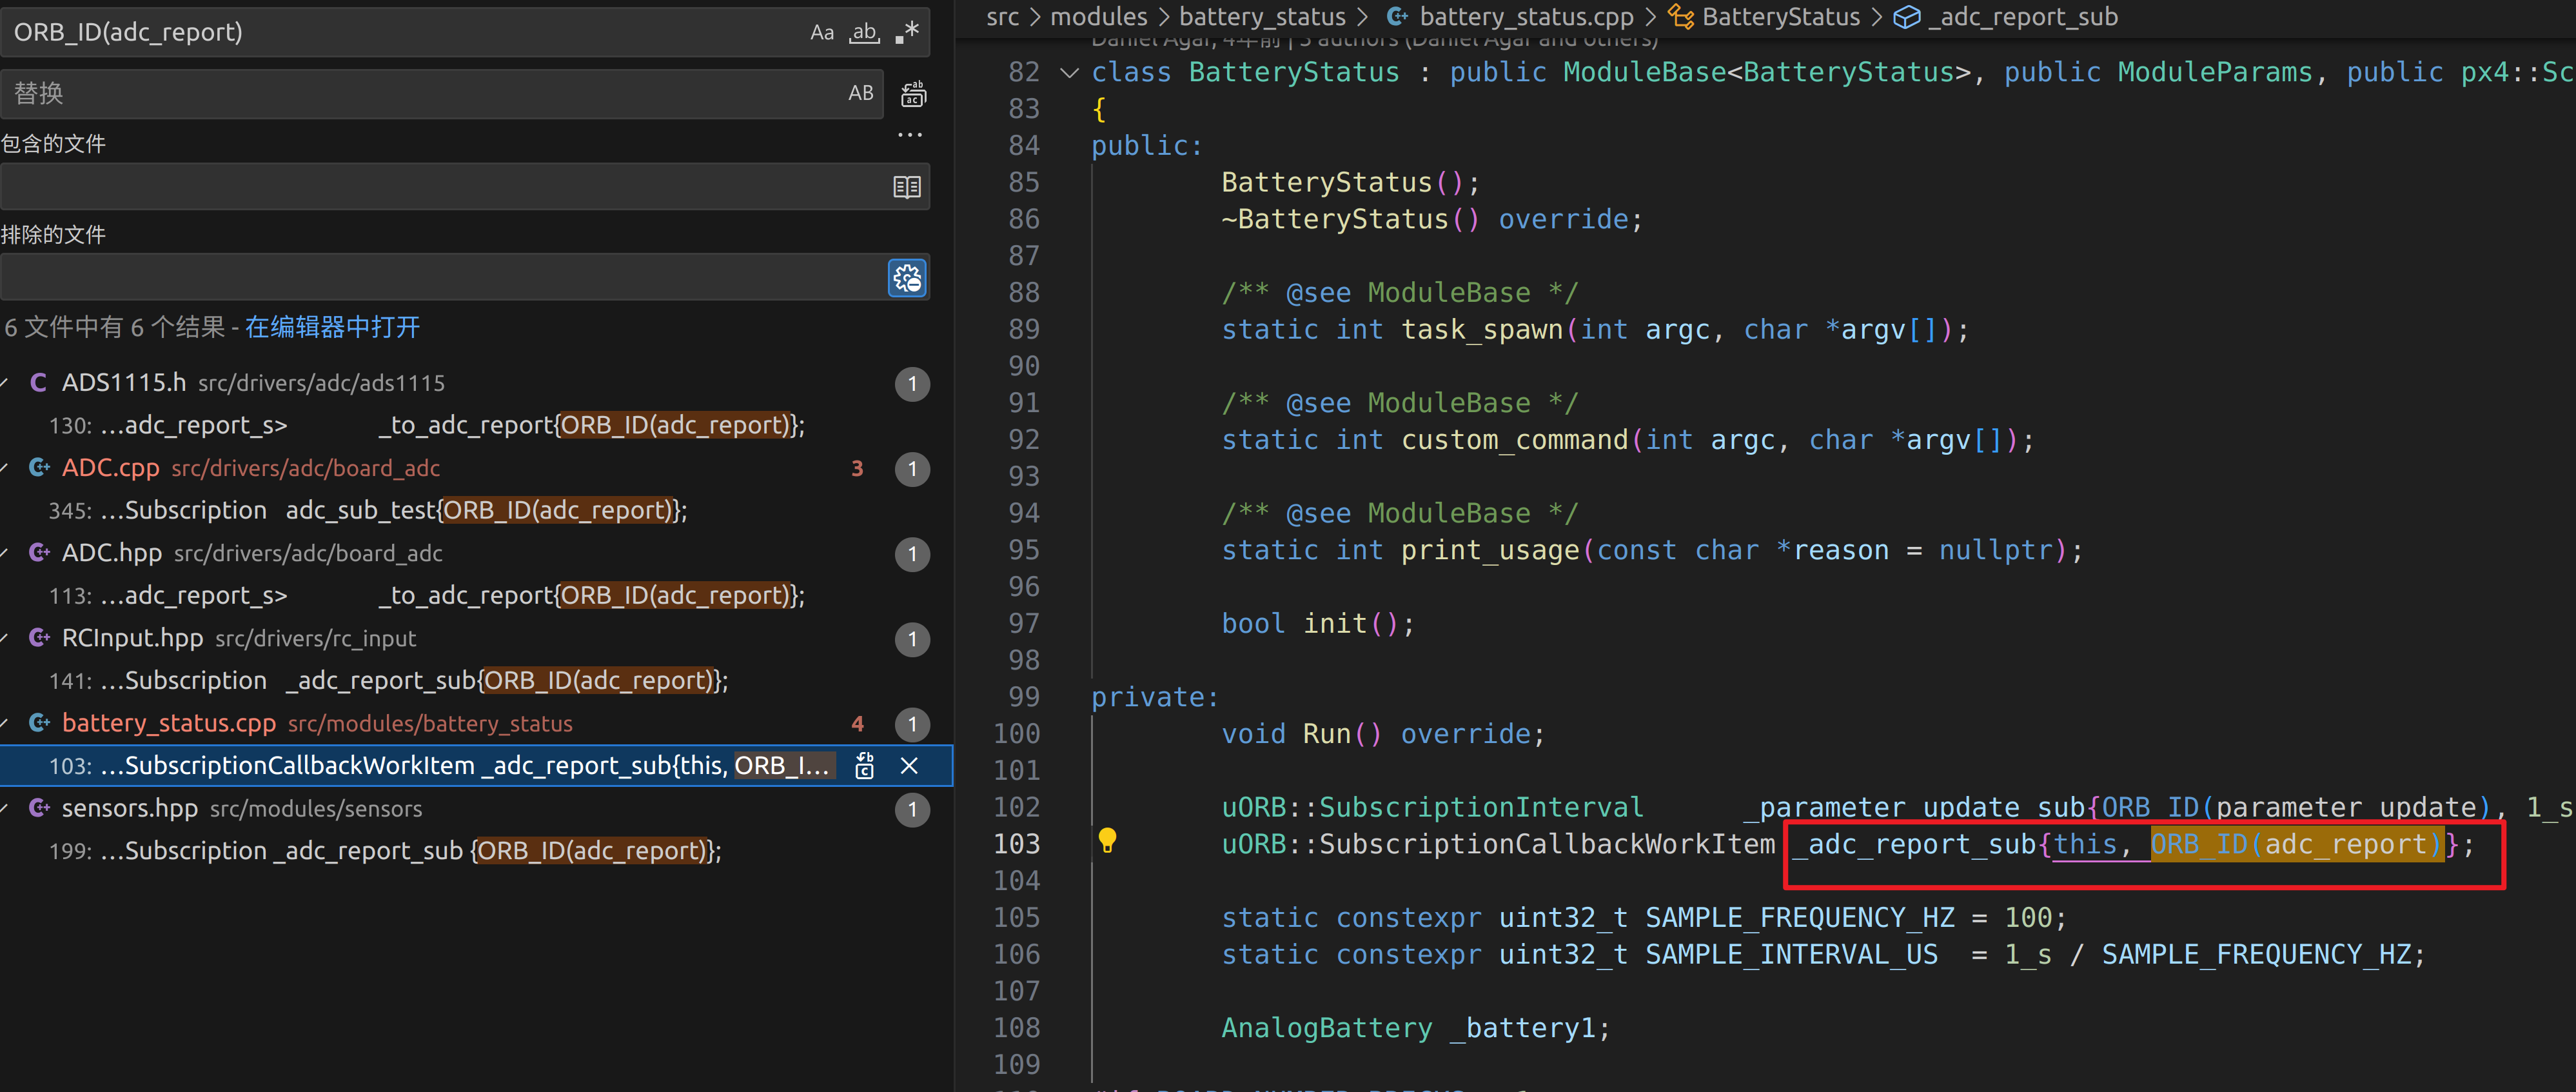 ORB_ID(adc_report)
Aa ab .*
替换
AB
包含的文件
...
排除的文件
6 文件中有 6 个结果 - 在编辑器中打开
ADS1115.h src/drivers/adc/ads1115 1
130: …adc_report_s> _to_adc_report{ORB_ID(adc_report)};
ADC.cpp src/drivers/adc/board_adc 3 1
345: …Subscription adc_sub_test{ORB_ID(adc_report)};
ADC.hpp src/drivers/adc/board_adc 1
113: …adc_report_s> _to_adc_report{ORB_ID(adc_report)};
RCInput.hpp src/drivers/rc_input 1
141: …Subscription _adc_report_sub{ORB_ID(adc_report)};
battery_status.cpp src/modules/battery_status 4 1
103: …SubscriptionCallbackWorkItem _adc_report_sub{this, ORB_I…
sensors.hpp src/modules/sensors 1
199: …Subscription _adc_report_sub {ORB_ID(adc_report)};
src > modules > battery_status > battery_status.cpp > BatteryStatus > _adc_report_sub
Daniel Agar, 4年前 | 3 authors (Daniel Agar and others)
82 class BatteryStatus : public ModuleBase<BatteryStatus>, public ModuleParams, public px4::Sc
83 {
84 public:
85 BatteryStatus();
86 ~BatteryStatus() override;
87
88 /** @see ModuleBase */
89 static int task_spawn(int argc, char *argv[]);
90
91 /** @see ModuleBase */
92 static int custom_command(int argc, char *argv[]);
93
94 /** @see ModuleBase */
95 static int print_usage(const char *reason = nullptr);
96
97 bool init();
98
99 private:
100 void Run() override;
101
102 uORB::SubscriptionInterval _parameter_update_sub{ORB_ID(parameter_update), 1_s
103 uORB::SubscriptionCallbackWorkItem _adc_report_sub{this, ORB_ID(adc_report)};
104
105 static constexpr uint32_t SAMPLE_FREQUENCY_HZ = 100;
106 static constexpr uint32_t SAMPLE_INTERVAL_US = 1_s / SAMPLE_FREQUENCY_HZ;
107
108 AnalogBattery _battery1;
109